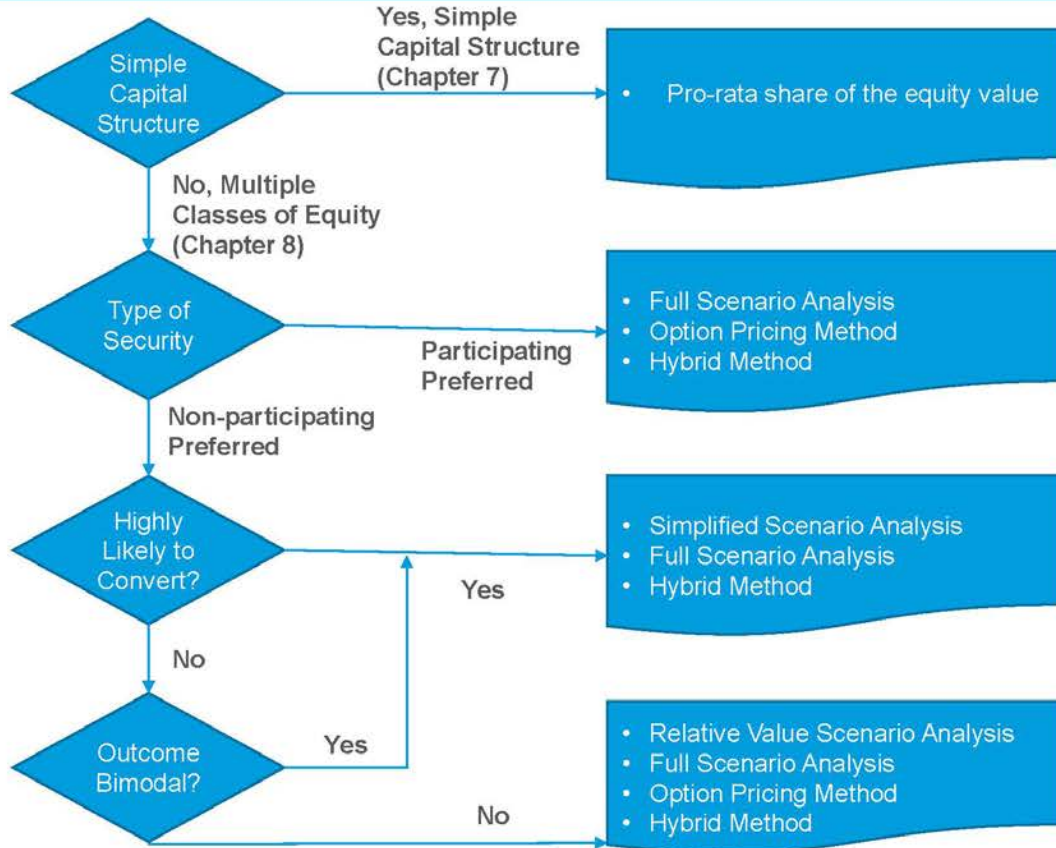 Simple
Capital
Structure
Yes, Simple
Capital Structure
(Chapter 7)
• Pro-rata share of the equity value
No, Multiple
Classes of Equity
(Chapter 8)
Type of
Security
Participating
Preferred
• Full Scenario Analysis
• Option Pricing Method
• Hybrid Method
Non-participating
Preferred
Highly
Likely to
Convert?
Yes
• Simplified Scenario Analysis
• Full Scenario Analysis
• Hybrid Method
No
Outcome
Bimodal?
Yes
No
• Relative Value Scenario Analysis
• Full Scenario Analysis
• Option Pricing Method
• Hybrid Method